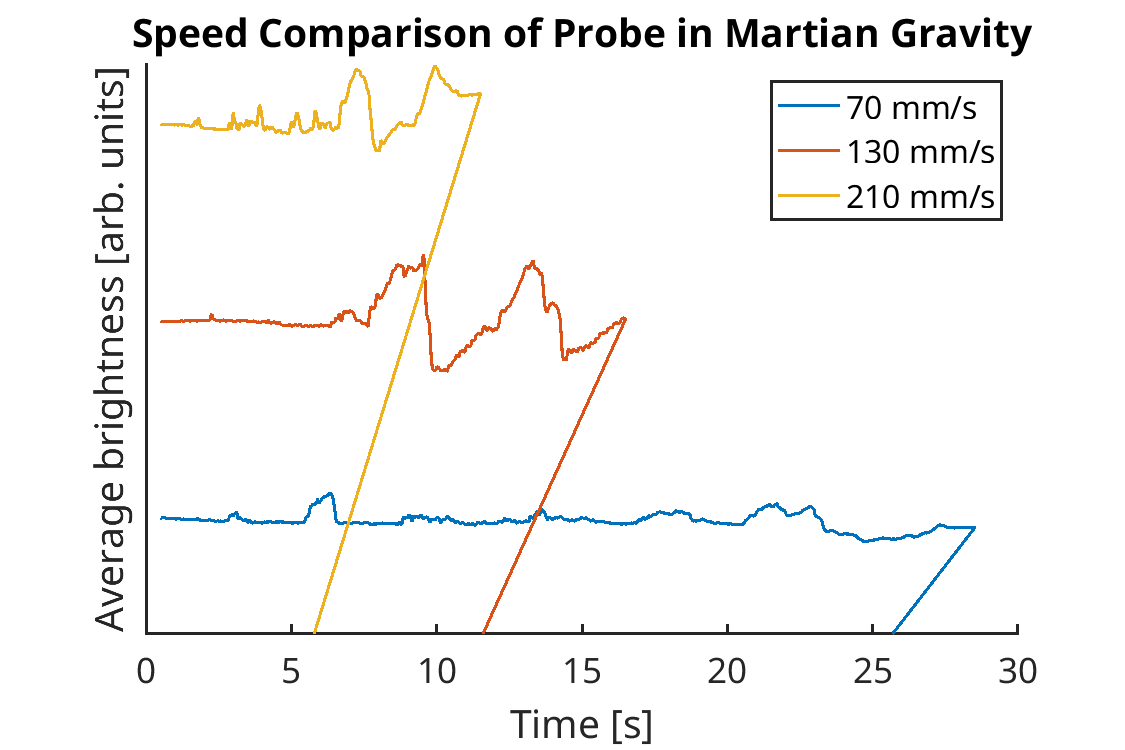 Speed Comparison of Probe in Martian Gravity
Average brightness [arb. units]
70 mm/s
130 mm/s
210 mm/s
0 5 10 15 20 25 30
Time [s]